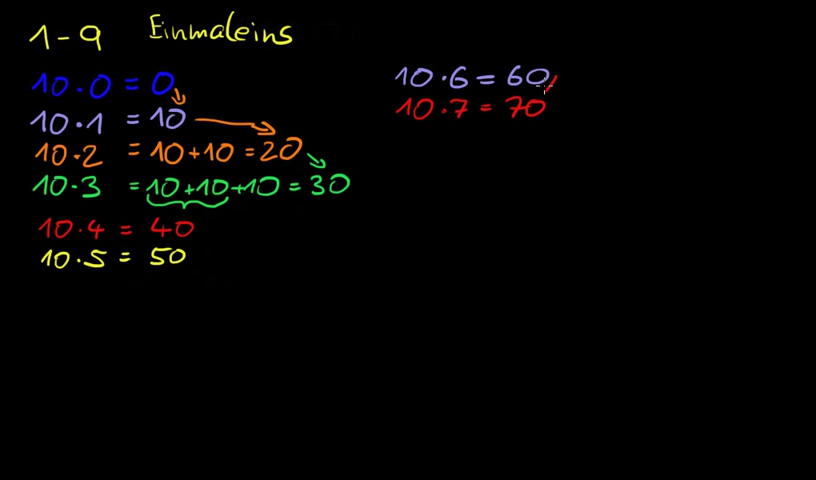 1-9 Einmaleins
10·0 = 0
10·1 = 10
10·2 = 10+10 = 20
10·3 = 10+10+10 = 30
10·4 = 40
10·5 = 50
10·6 = 60
10·7 = 70